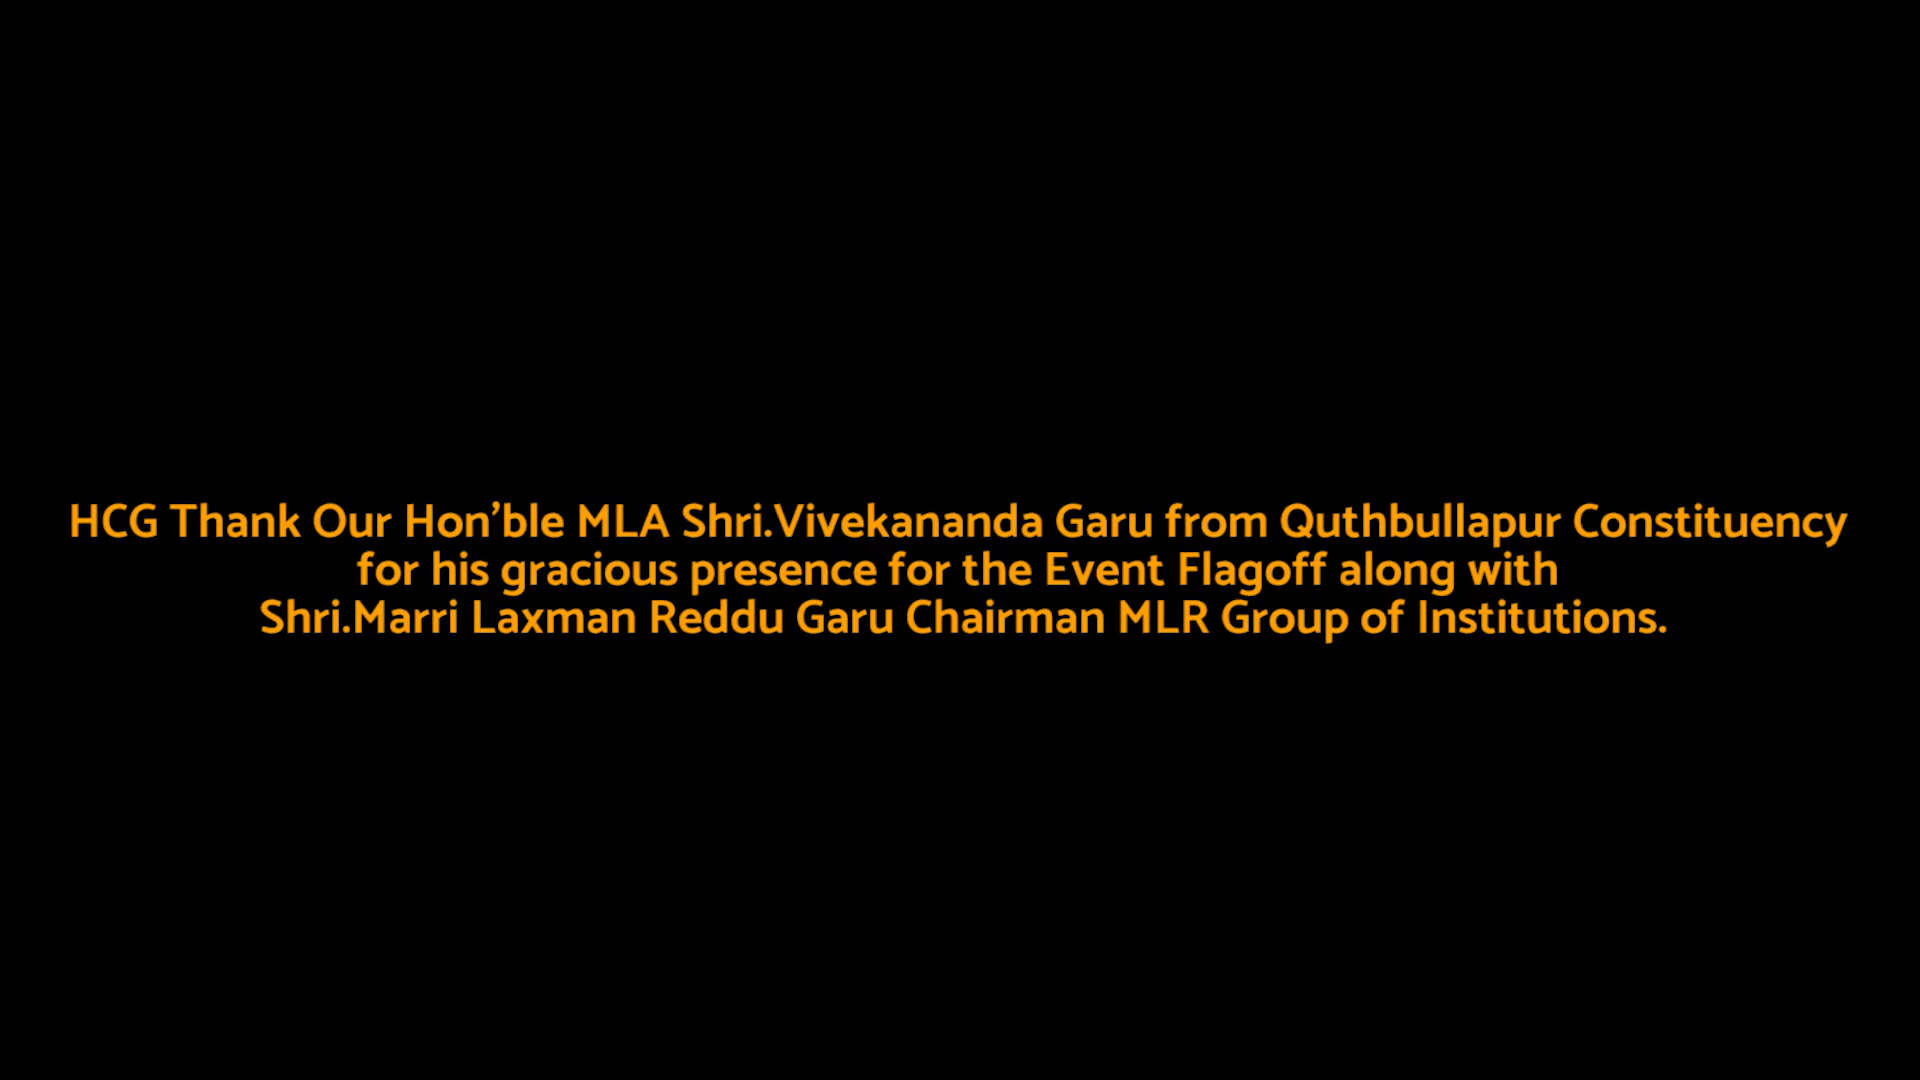 HCG Thank Our Hon’ble MLA Shri.Vivekananda Garu from Quthbullapur Constituency
for his gracious presence for the Event Flagoff along with
Shri.Marri Laxman Reddu Garu Chairman MLR Group of Institutions.